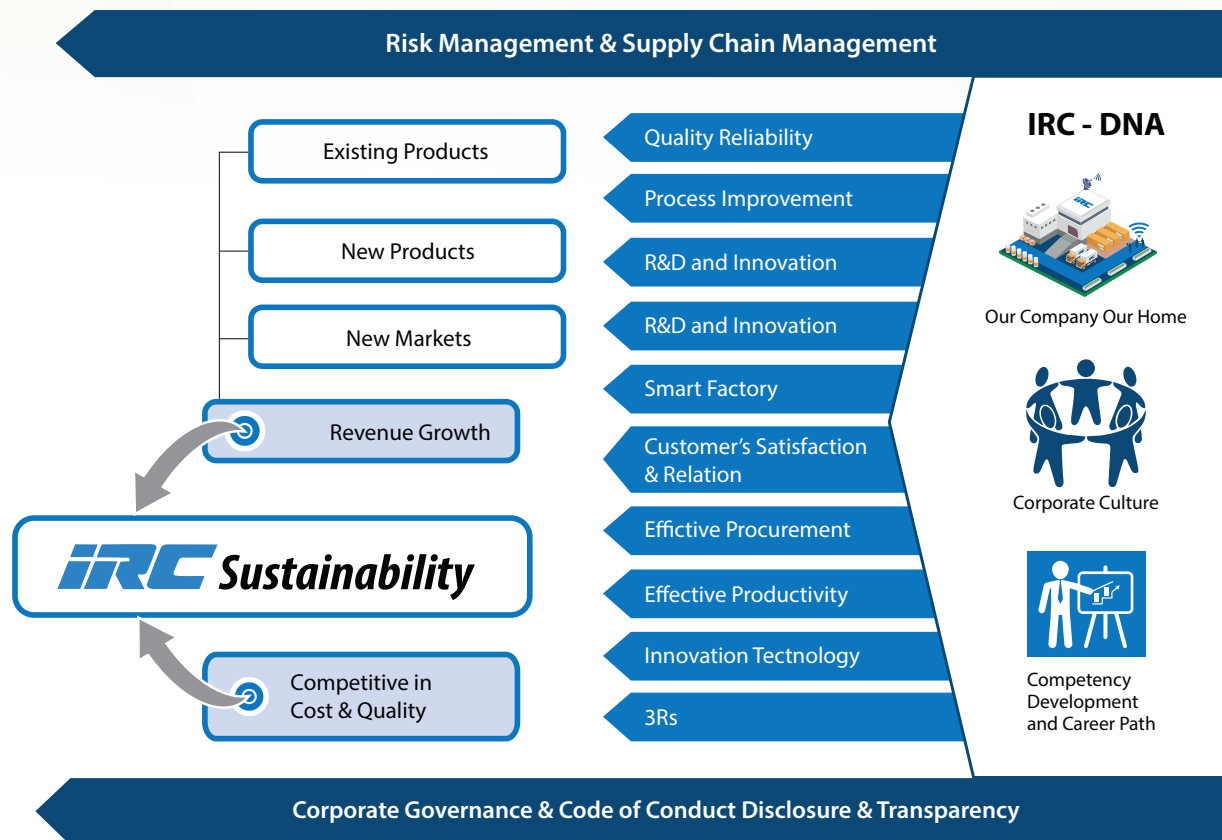 Risk Management & Supply Chain Management
Existing Products
New Products
New Markets
Revenue Growth
IRC Sustainability
Competitive in
Cost & Quality
Quality Reliability
Process Improvement
R&D and Innovation
R&D and Innovation
Smart Factory
Customer’s Satisfaction
& Relation
Effictive Procurement
Effective Productivity
Innovation Tectnology
3Rs
IRC - DNA
IRC
Our Company Our Home
Corporate Culture
Competency
Development
and Career Path
Corporate Governance & Code of Conduct Disclosure & Transparency